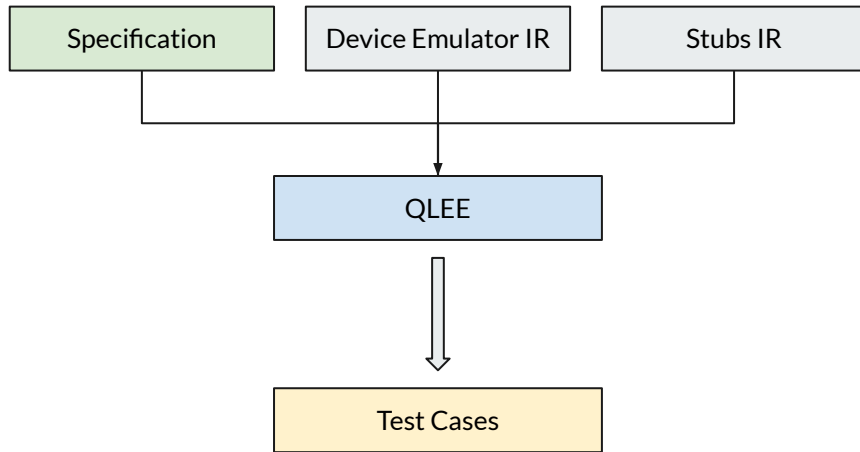 Specification
Device Emulator IR
Stubs IR
QLEE
Test Cases